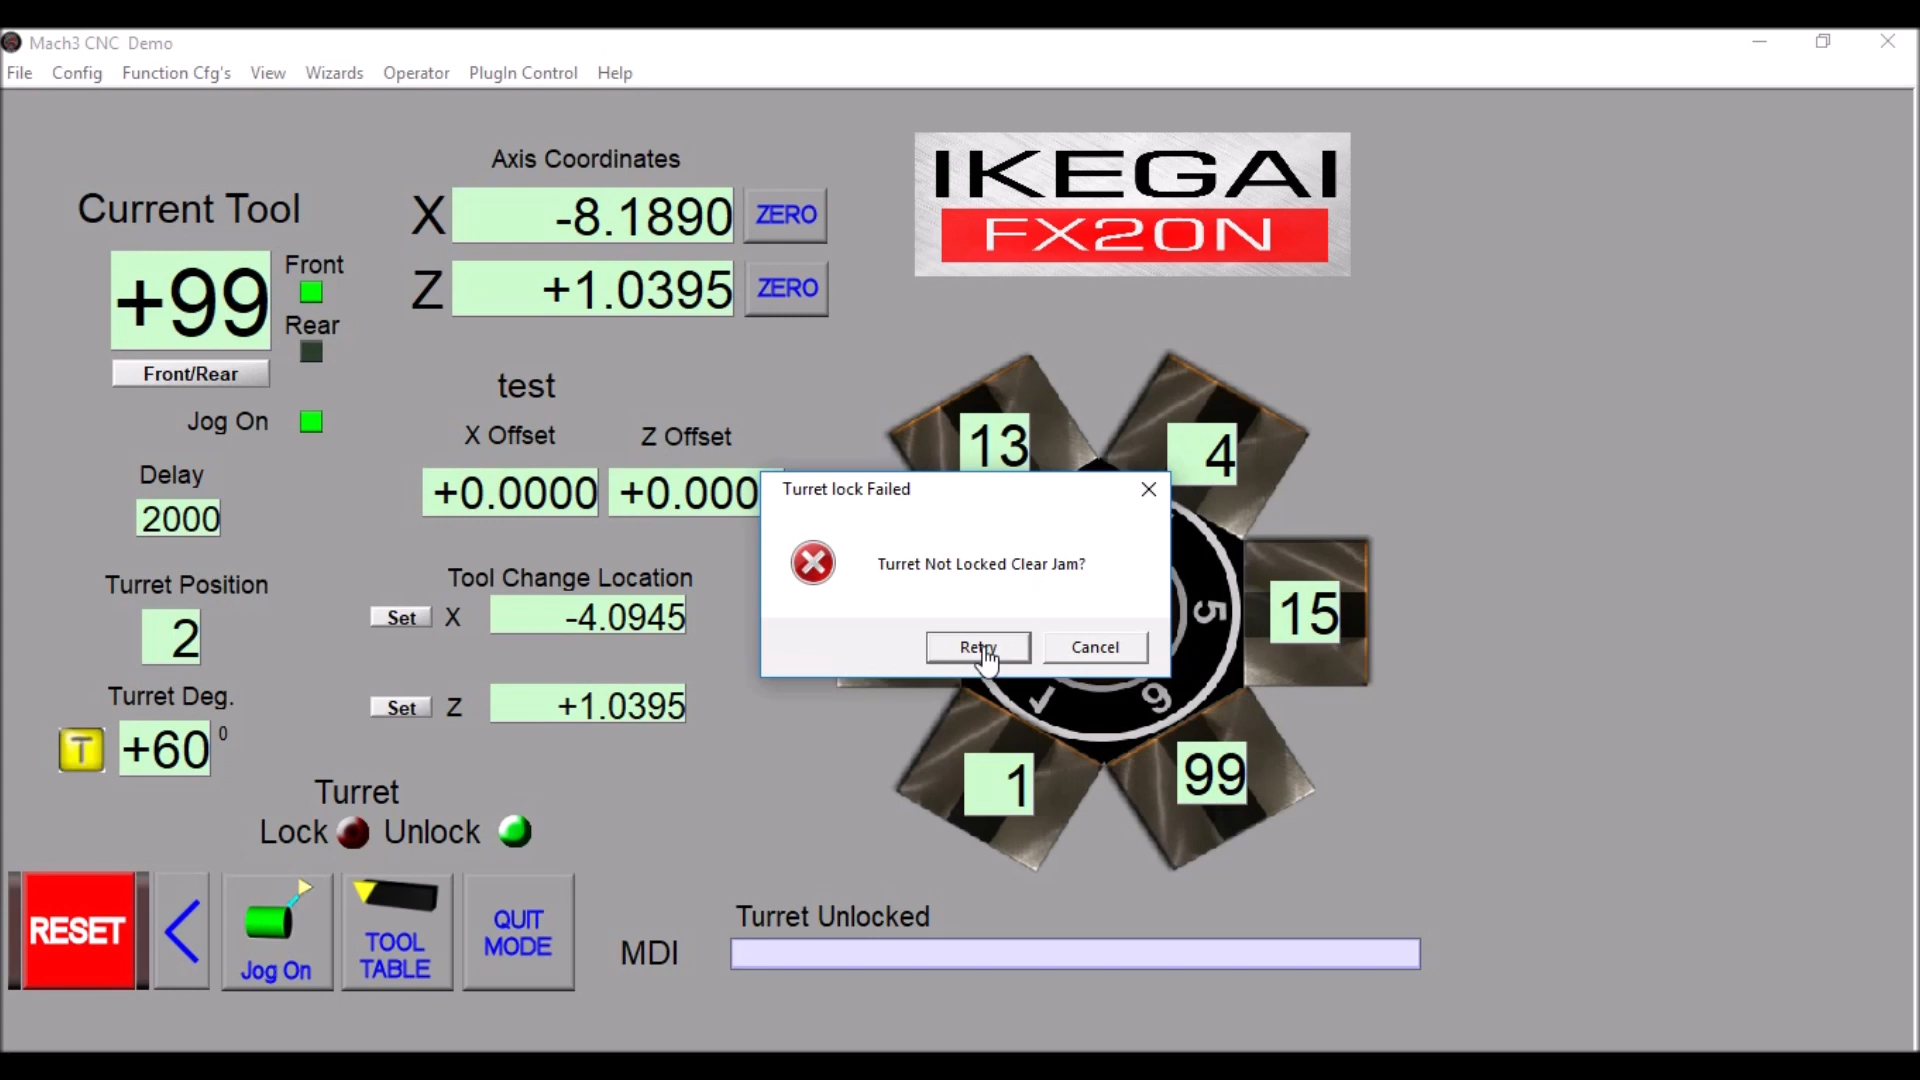 Mach3 CNC Demo
File Config Function Cfg's View Wizards Operator PlugIn Control Help
Axis Coordinates
IKEGAI
FX20N
Current Tool
X -8.1890 ZERO
Z +1.0395 ZERO
+99
Front
Rear
Front/Rear
Jog On
test
X Offset Z Offset
+0.0000 +0.000
Delay
2000
13 4
Turret lock Failed
Turret Not Locked Clear Jam?
Retry Cancel
5
15
6
1 99
Turret Position
2
Tool Change Location
Set X -4.0945
Turret Deg.
Set Z +1.0395
T +60 0
Turret
Lock Unlock
RESET
Jog On
TOOL
TABLE
QUIT
MODE
Turret Unlocked
MDI